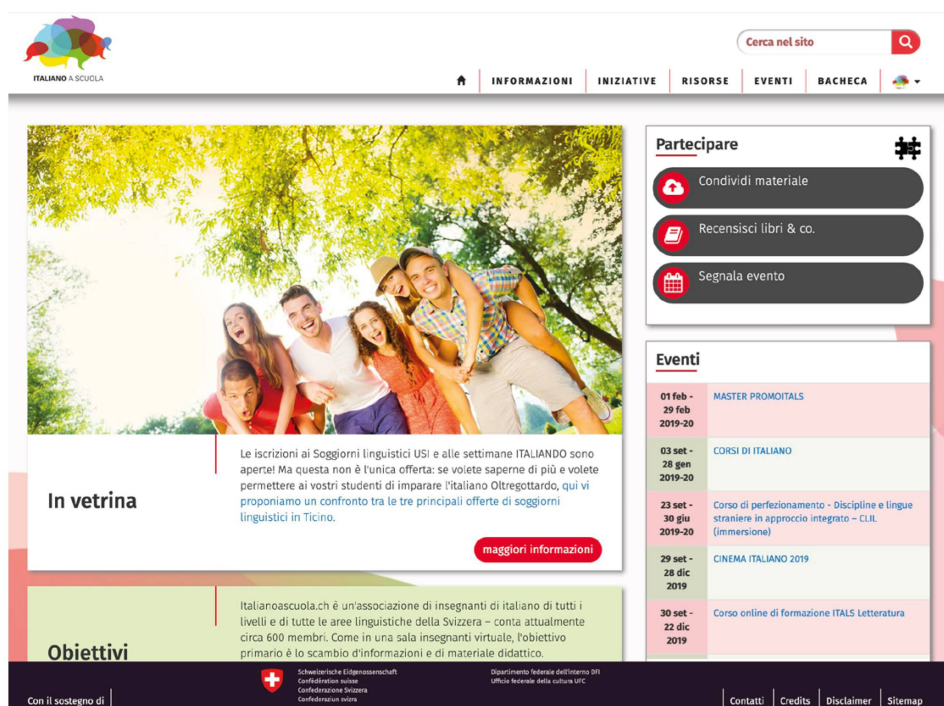 ITALIANO A SCUOLA
Cerca nel sito
INFORMAZIONI
INIZIATIVE
RISORSE
EVENTI
BACHECA
In vetrina
Le iscrizioni ai Soggiorni linguistici USI e alle settimane ITALIANDO sono
aperte! Ma questa non è l'unica offerta: se volete saperne di più e volete
permettere ai vostri studenti di imparare l'italiano Oltregottardo, qui vi
proponiamo un confronto tra le tre principali offerte di soggiorni
linguistici in Ticino.
maggiori informazioni
Obiettivi
Italianoascuola.ch è un'associazione di insegnanti di italiano di tutti i
livelli e di tutte le aree linguistiche della Svizzera – conta attualmente
circa 600 membri. Come in una sala insegnanti virtuale, l'obiettivo
primario è lo scambio d'informazioni e di materiale didattico.
Partecipare
Condividi materiale
Recensisci libri & co.
Segnala evento
Eventi
01 feb -
29 feb
2019-20
MASTER PROMOITALS
03 set -
28 gen
2019-20
CORSI DI ITALIANO
23 set -
30 giu
2019-20
Corso di perfezionamento - Discipline e lingue
straniere in approccio integrato – CLIL
(immersione)
29 set -
28 dic
2019
CINEMA ITALIANO 2019
30 set -
22 dic
2019
Corso online di formazione ITALS Letteratura
Con il sostegno di
Schweizerische Eidgenossenschaft
Confédération suisse
Confederazione Svizzera
Confederaziun svizra
Dipartimento federale dell'interno DFI
Ufficio federale della cultura UFC
Contatti
Credits
Disclaimer
Sitemap